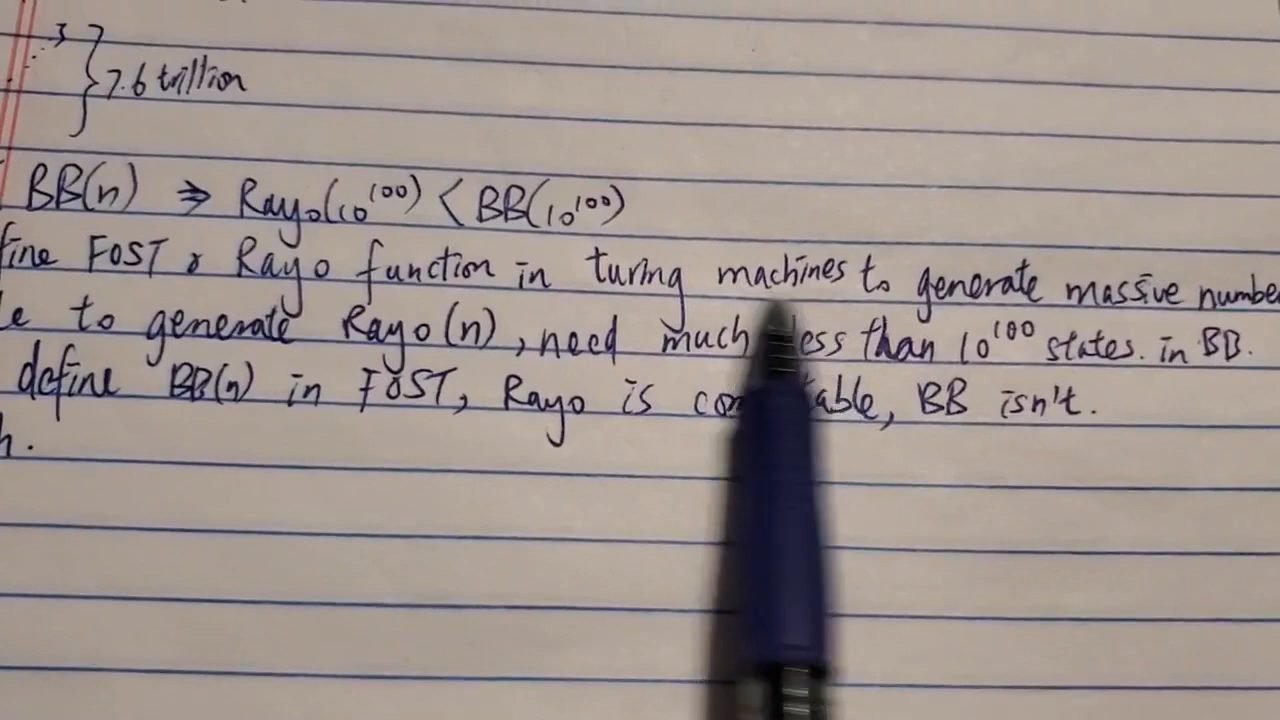 7.6 trillion
BB(n) ⇒ Rayo(10^100) < BB(10^100)
fine FOST & Rayo function in turing machines to generate massive numbe
le to generate Rayo(n), need much less than 10^100 states. in BB.
define BB(n) in FOST, Rayo is able, BB isn't.
h.